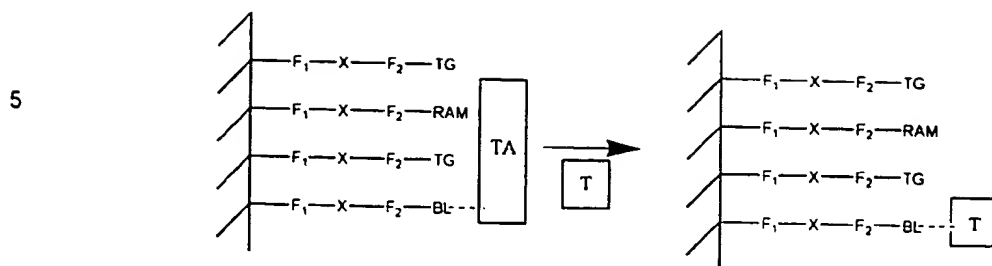 F₁—X—F₂—TG F₁—X—F₂—TG
5 F₁—X—F₂—RAM TA F₁—X—F₂—RAM
F₁—X—F₂—TG T F₁—X—F₂—TG
F₁—X—F₂—BL F₁—X—F₂—BL T